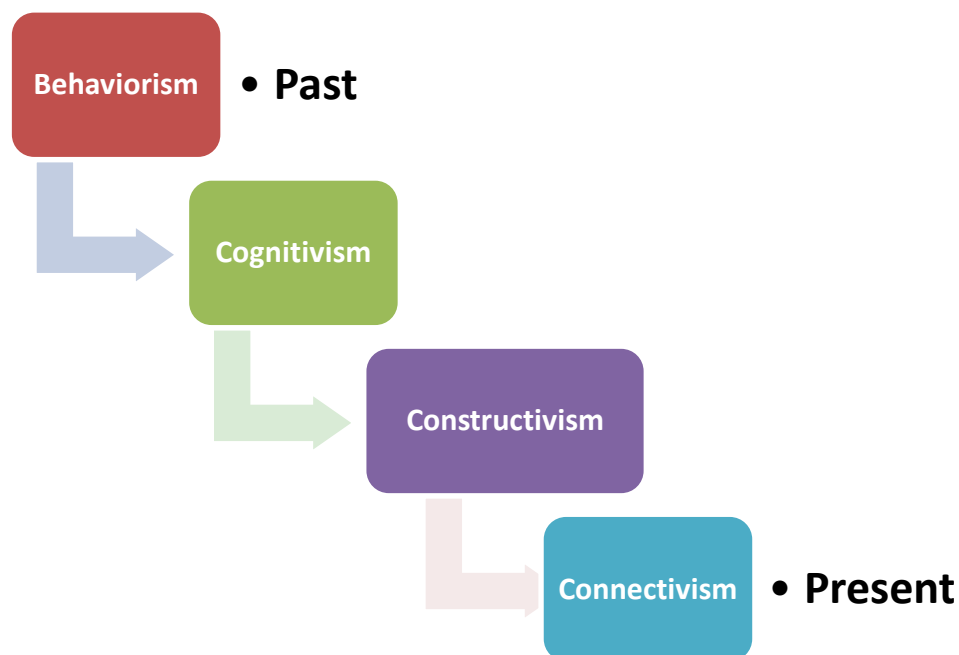 Behaviorism
• Past
Cognitivism
Constructivism
Connectivism
• Present